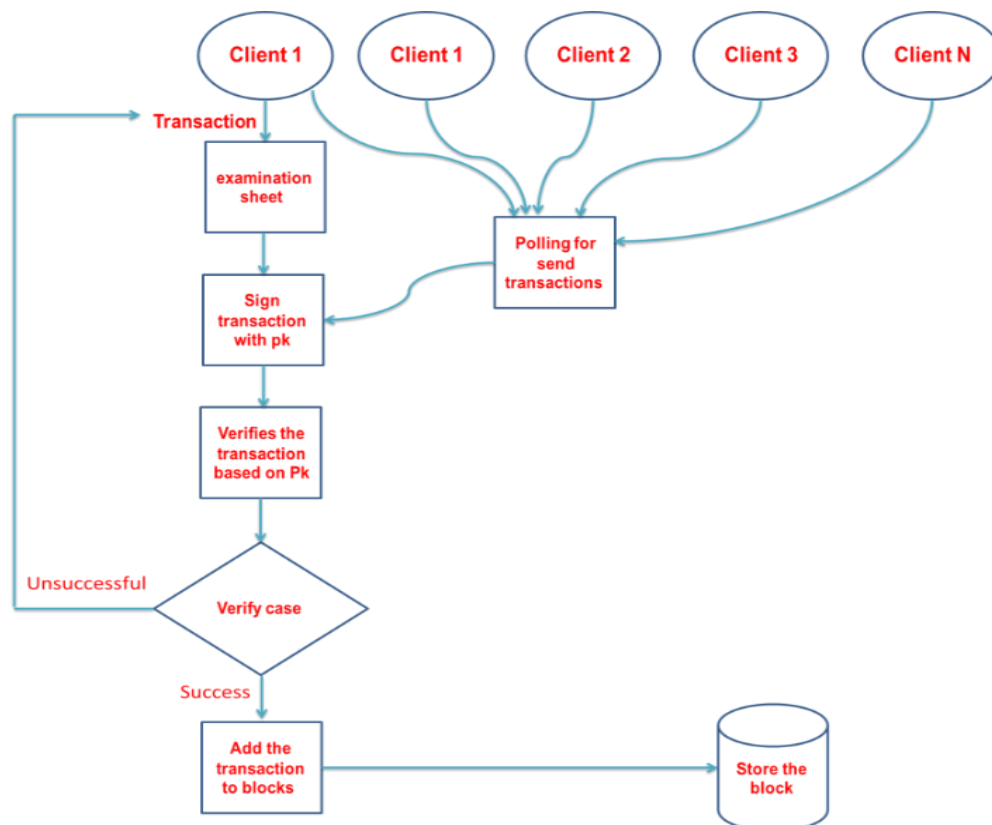 Client 1
Client 1
Client 2
Client 3
Client N
Transaction
examination
sheet
Polling for
send
transactions
Sign
transaction
with pk
Verifies the
transaction
based on Pk
Unsuccessful
Verify case
Success
Add the
transaction
to blocks
Store the
block